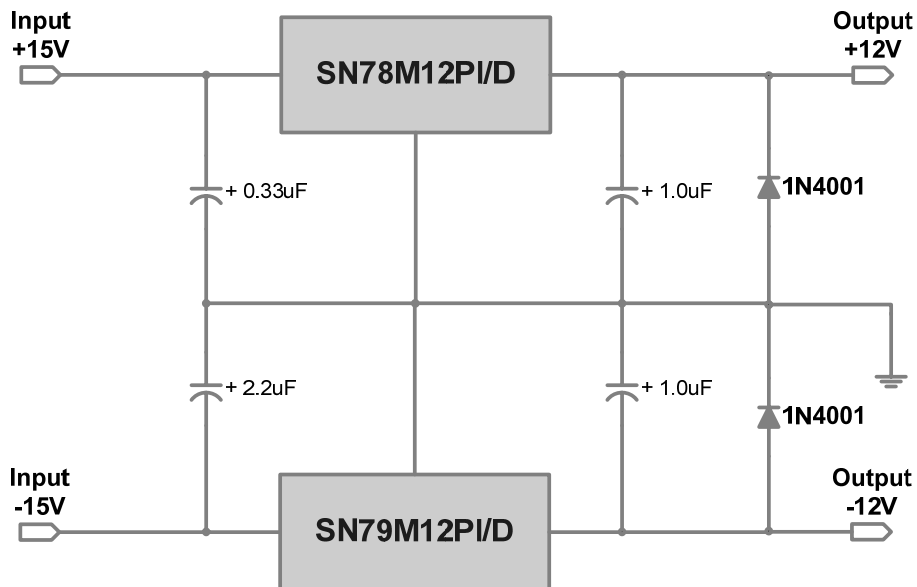 Input
+15V
SN78M12PI/D
Output
+12V
+ 0.33uF
+ 1.0uF
1N4001
+ 2.2uF
+ 1.0uF
1N4001
Input
-15V
SN79M12PI/D
Output
-12V